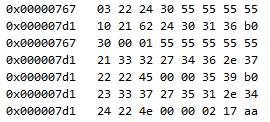 0x00000767 03 22 24 30 55 55 55 55
0x000007d1 10 21 62 24 30 31 36 b0
0x00000767 30 00 01 55 55 55 55 55
0x000007d1 21 33 32 27 34 36 2e 37
0x000007d1 22 22 45 00 00 35 39 b0
0x000007d1 23 33 37 27 35 31 2e 34
0x000007d1 24 22 4e 00 00 02 17 aa